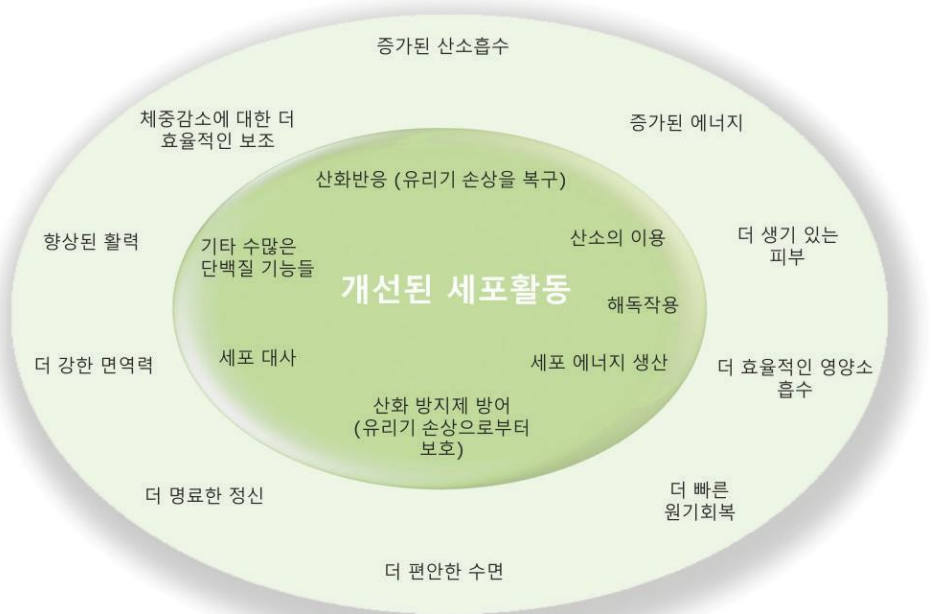 증가된 산소흡수
체중감소에 대한 더
효율적인 보조
증가된 에너지
산화반응 (유리기 손상을 복구)
향상된 활력
기타 수많은
단백질 기능들
산소의 이용
더 생기 있는
피부
개선된 세포활동
해독작용
더 강한 면역력
세포 대사
세포 에너지 생산
더 효율적인 영양소
흡수
산화 방지제 방어
(유리기 손상으로부터
보호)
더 명료한 정신
더 빠른
원기회복
더 편안한 수면